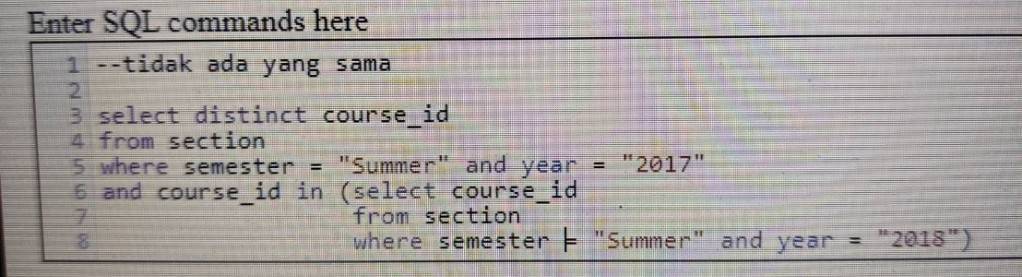 Enter SQL commands here
1 --tidak ada yang sama
2
3 select distinct course_id
4 from section
5 where semester = "Summer" and year = "2017"
6 and course_id in (select course_id
7 from section
8 where semester = "Summer" and year = "2018")